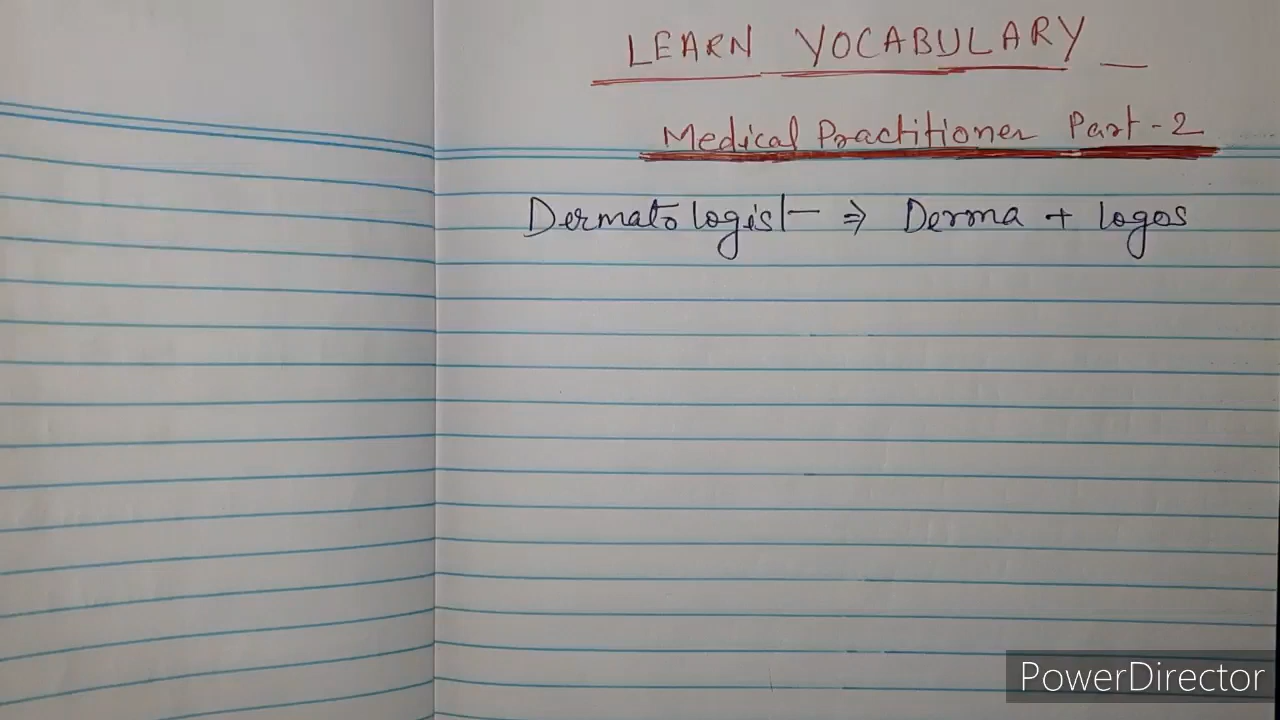 LEARN VOCABULARY _
Medical Practitioner Part - 2
Dermatologist - ⇒ Derma + logos
PowerDirector